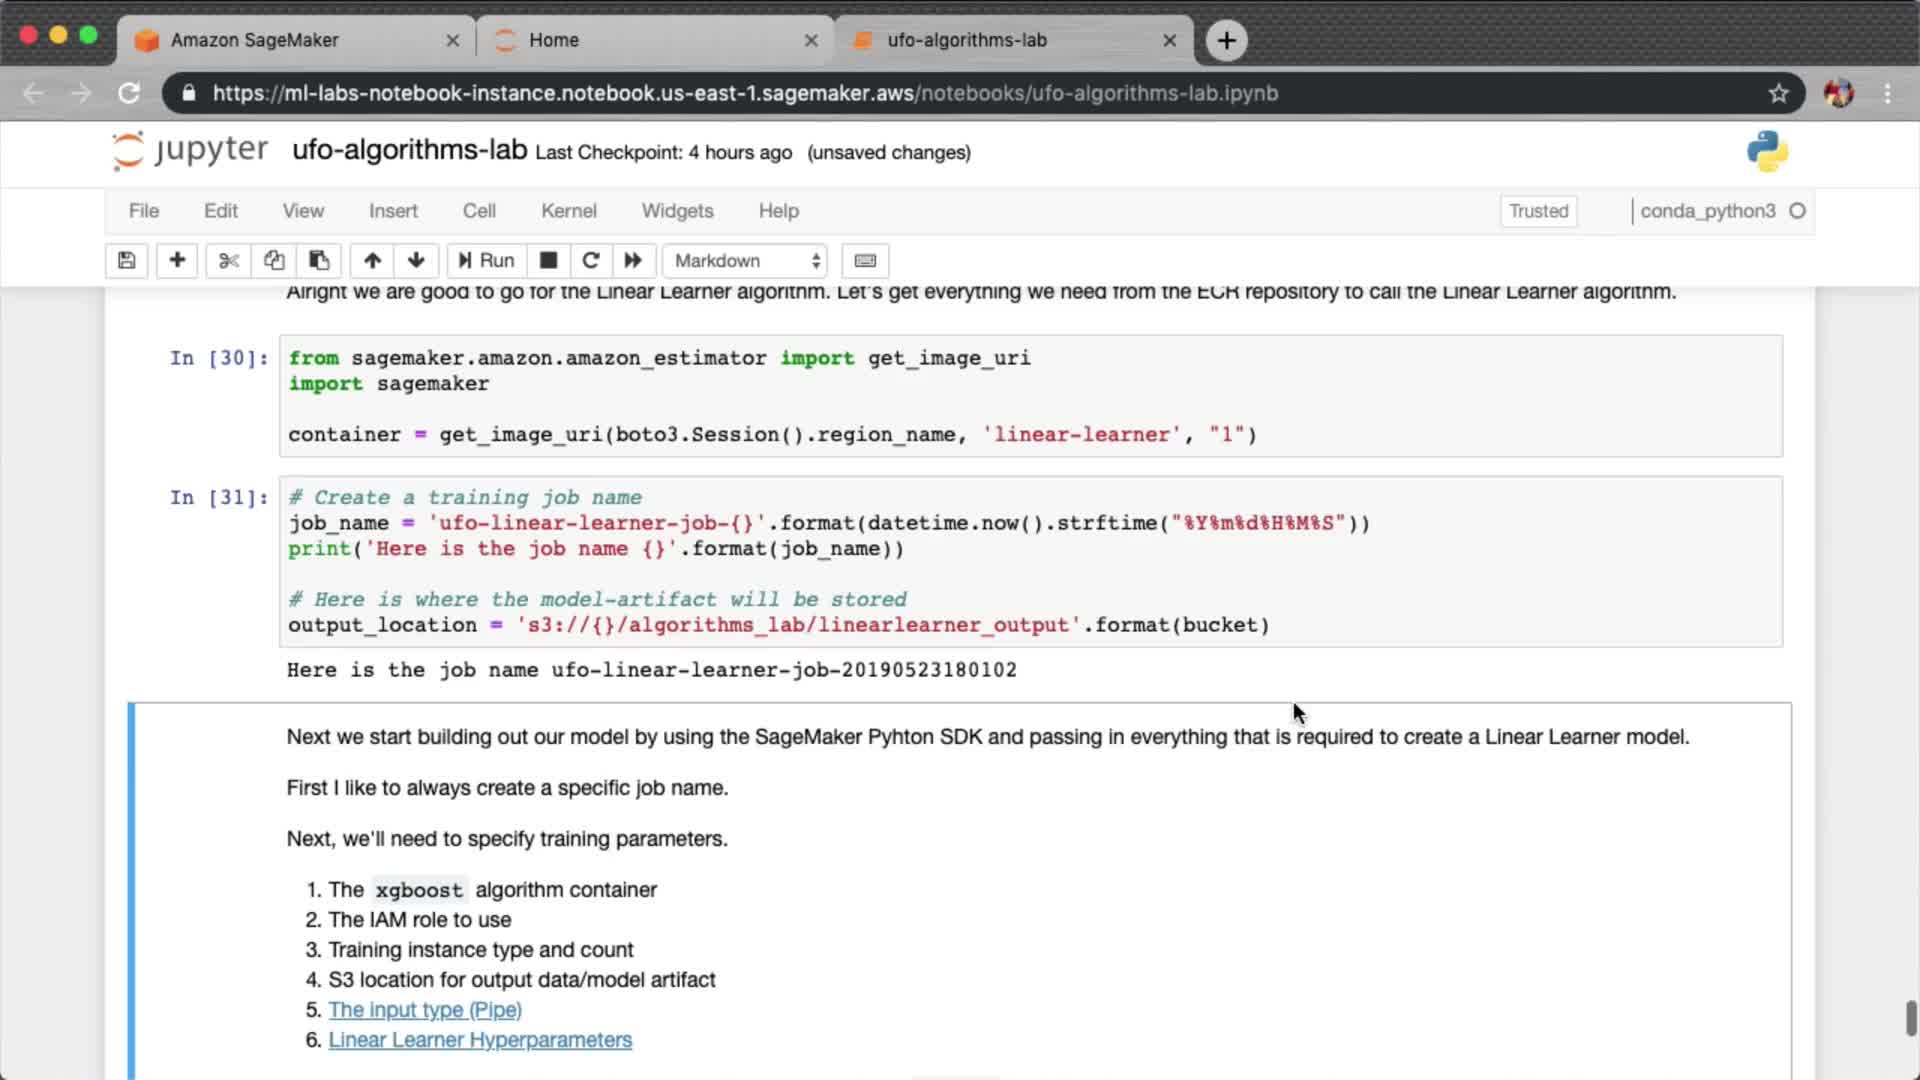 Amazon SageMaker
Home
ufo-algorithms-lab
https://ml-labs-notebook-instance.notebook.us-east-1.sagemaker.aws/notebooks/ufo-algorithms-lab.ipynb
jupyter ufo-algorithms-lab Last Checkpoint: 4 hours ago (unsaved changes)
File Edit View Insert Cell Kernel Widgets Help Trusted conda_python3
Run Markdown
Alright we are good to go for the Linear Learner algorithm. Let's get everything we need from the ECR repository to call the Linear Learner algorithm.
In [30]: from sagemaker.amazon.amazon_estimator import get_image_uri
import sagemaker
container = get_image_uri(boto3.Session().region_name, 'linear-learner', "1")
In [31]: # Create a training job name
job_name = 'ufo-linear-learner-job-{}'.format(datetime.now().strftime("%Y%m%d%H%M%S"))
print('Here is the job name {}'.format(job_name))
# Here is where the model-artifact will be stored
output_location = 's3://{}/algorithms_lab/linearlearner_output'.format(bucket)
Here is the job name ufo-linear-learner-job-20190523180102
Next we start building out our model by using the SageMaker Pyhton SDK and passing in everything that is required to create a Linear Learner model.
First I like to always create a specific job name.
Next, we'll need to specify training parameters.
1. The xgboost algorithm container
2. The IAM role to use
3. Training instance type and count
4. S3 location for output data/model artifact
5. The input type (Pipe)
6. Linear Learner Hyperparameters